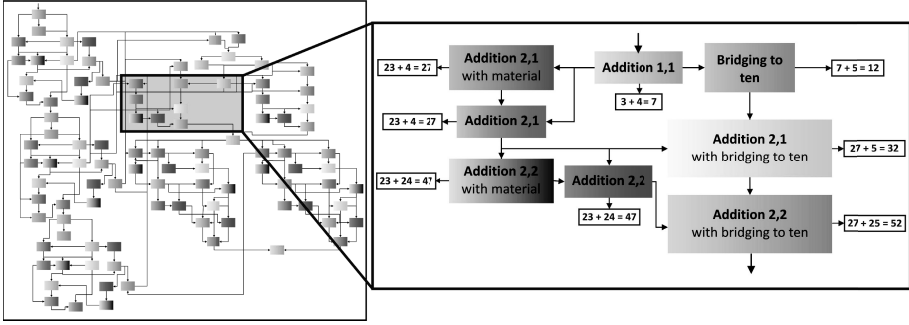 Addition 2,1
with material
23 + 4 = 27
Addition 1,1
3 + 4 = 7
Bridging to
ten
7 + 5 = 12
Addition 2,1
23 + 4 = 27
Addition 2,1
with bridging to ten
27 + 5 = 32
Addition 2,2
with material
23 + 24 = 47
Addition 2,2
23 + 24 = 47
Addition 2,2
with bridging to ten
27 + 25 = 52